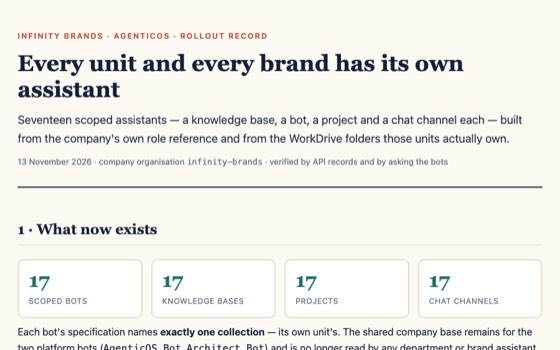 INFINITY BRANDS · AGENTICOS · ROLLOUT RECORD
Every unit and every brand has its own
assistant
Seventeen scoped assistants — a knowledge base, a bot, a project and a chat channel each — built
from the company's own role reference and from the WorkDrive folders those units actually own.
13 November 2026 · company organisation infinity-brands · verified by API records and by asking the bots
1 · What now exists
17 17 17 17
SCOPED BOTS KNOWLEDGE BASES PROJECTS CHAT CHANNELS
Each bot's specification names exactly one collection — its own unit's. The shared company base remains for the
two platform bots (AgenticOS Bot, Architect Bot) and is no longer read by any department or brand assistant.